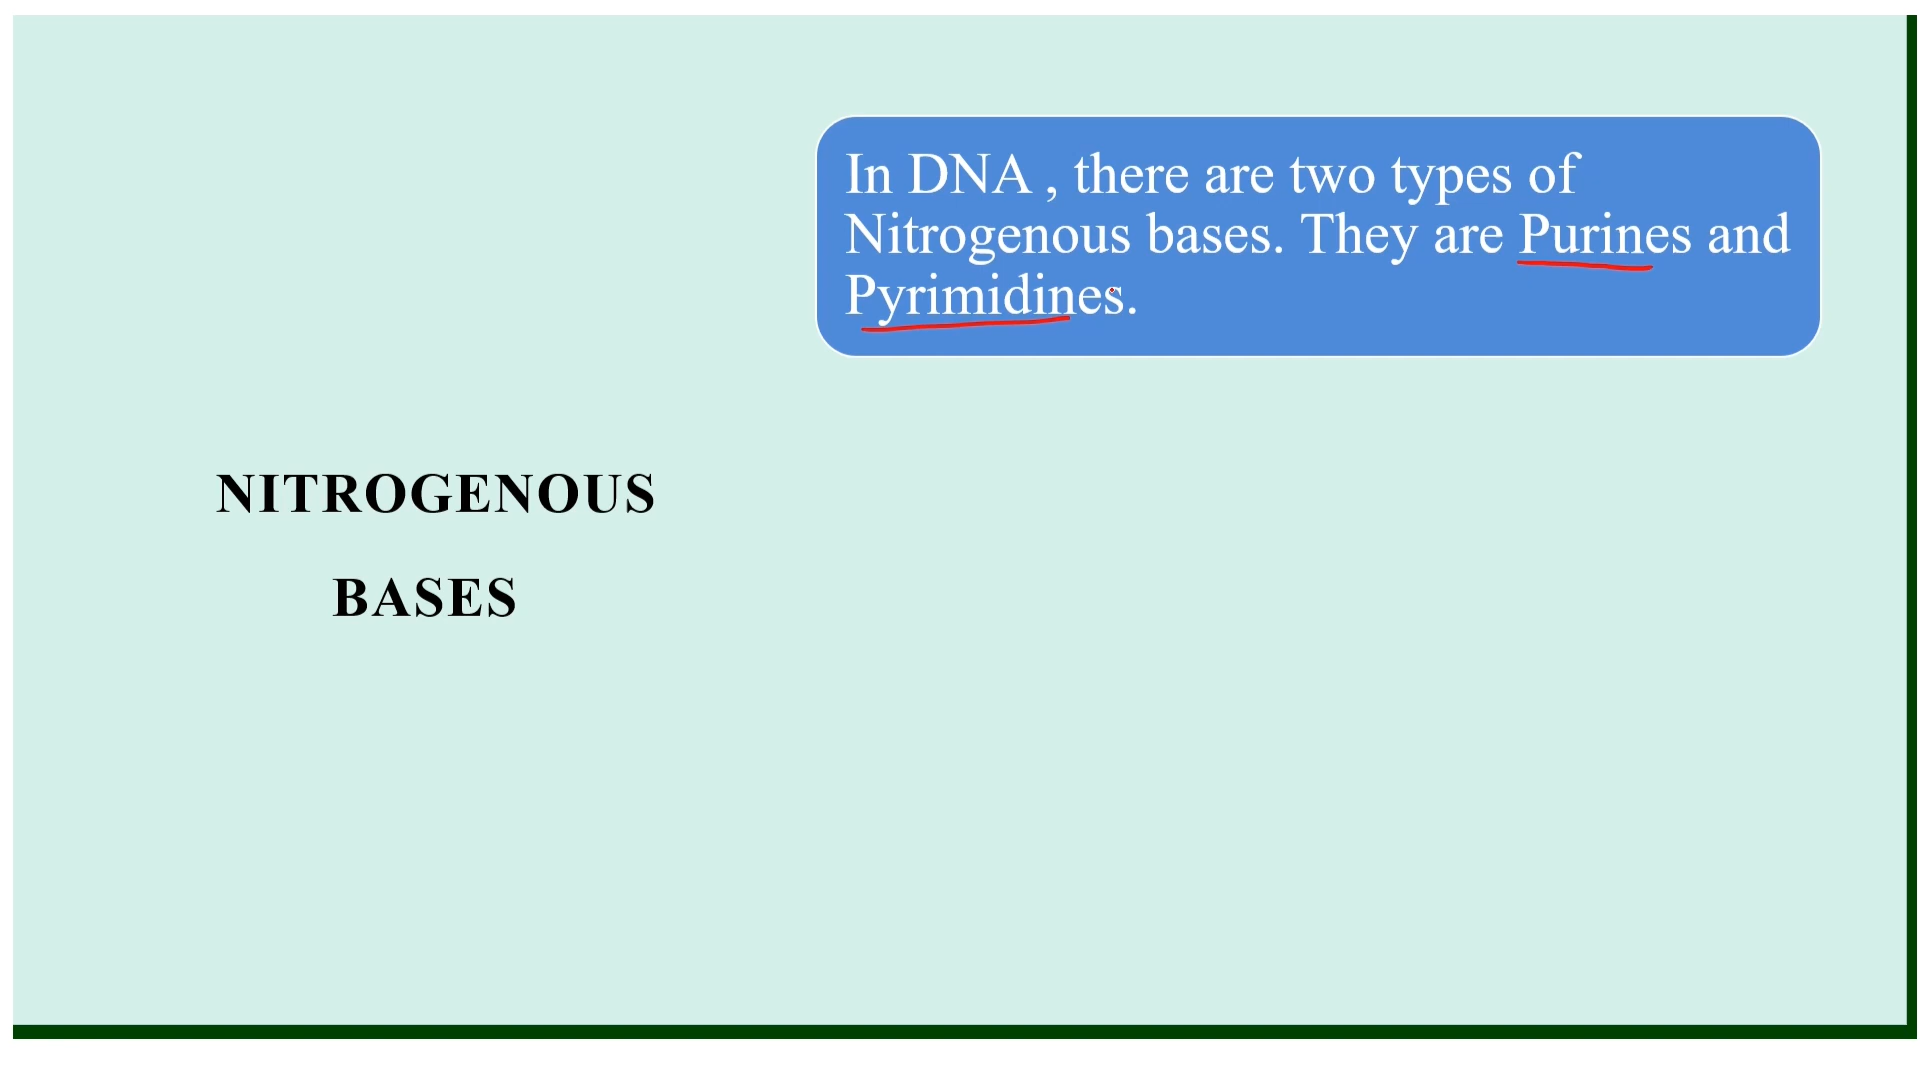 In DNA , there are two types of
Nitrogenous bases. They are Purines and
Pyrimidines.
NITROGENOUS
BASES